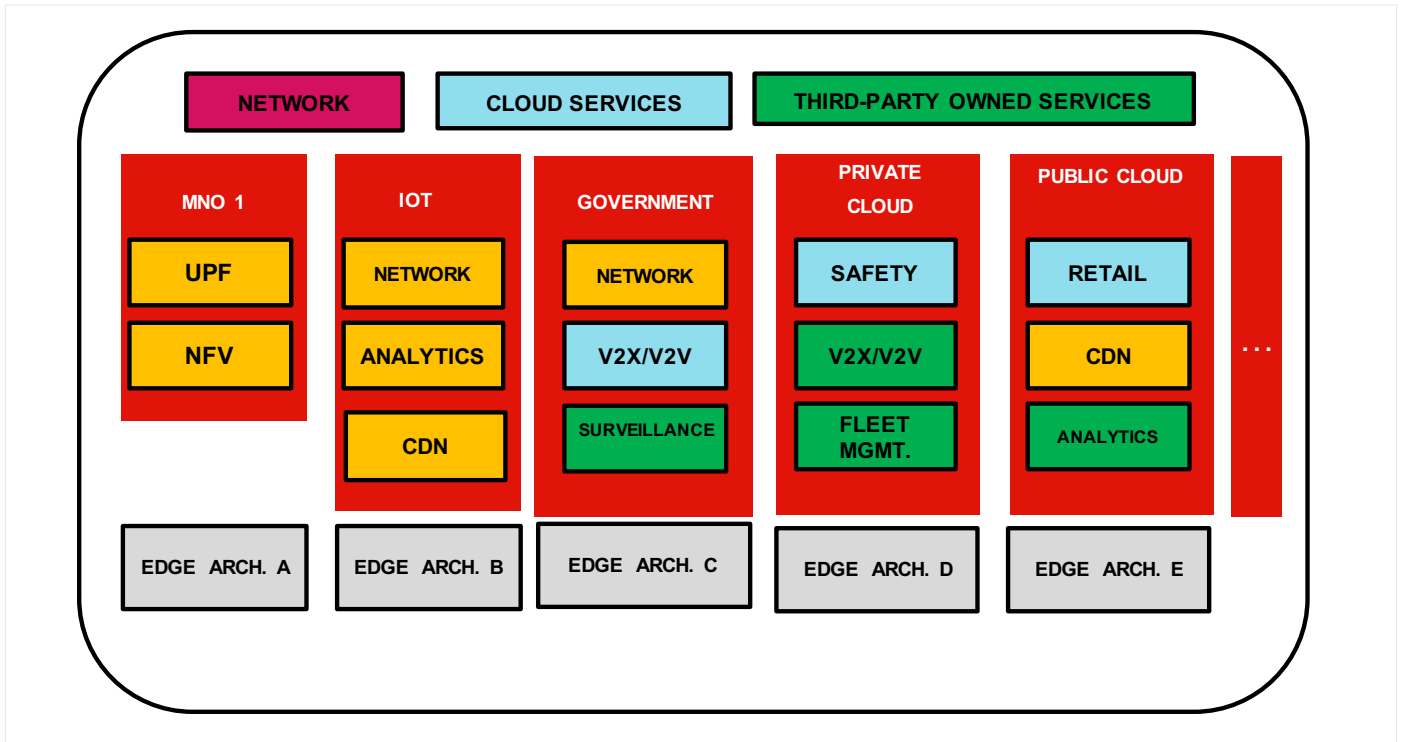 NETWORK
CLOUD SERVICES
THIRD-PARTY OWNED SERVICES
MNO 1
UPF
NFV
EDGE ARCH. A
IOT
NETWORK
ANALYTICS
CDN
EDGE ARCH. B
GOVERNMENT
NETWORK
V2X/V2V
SURVEILLANCE
EDGE ARCH. C
PRIVATE
CLOUD
SAFETY
V2X/V2V
FLEET
MGMT.
EDGE ARCH. D
PUBLIC CLOUD
RETAIL
CDN
ANALYTICS
EDGE ARCH. E
...